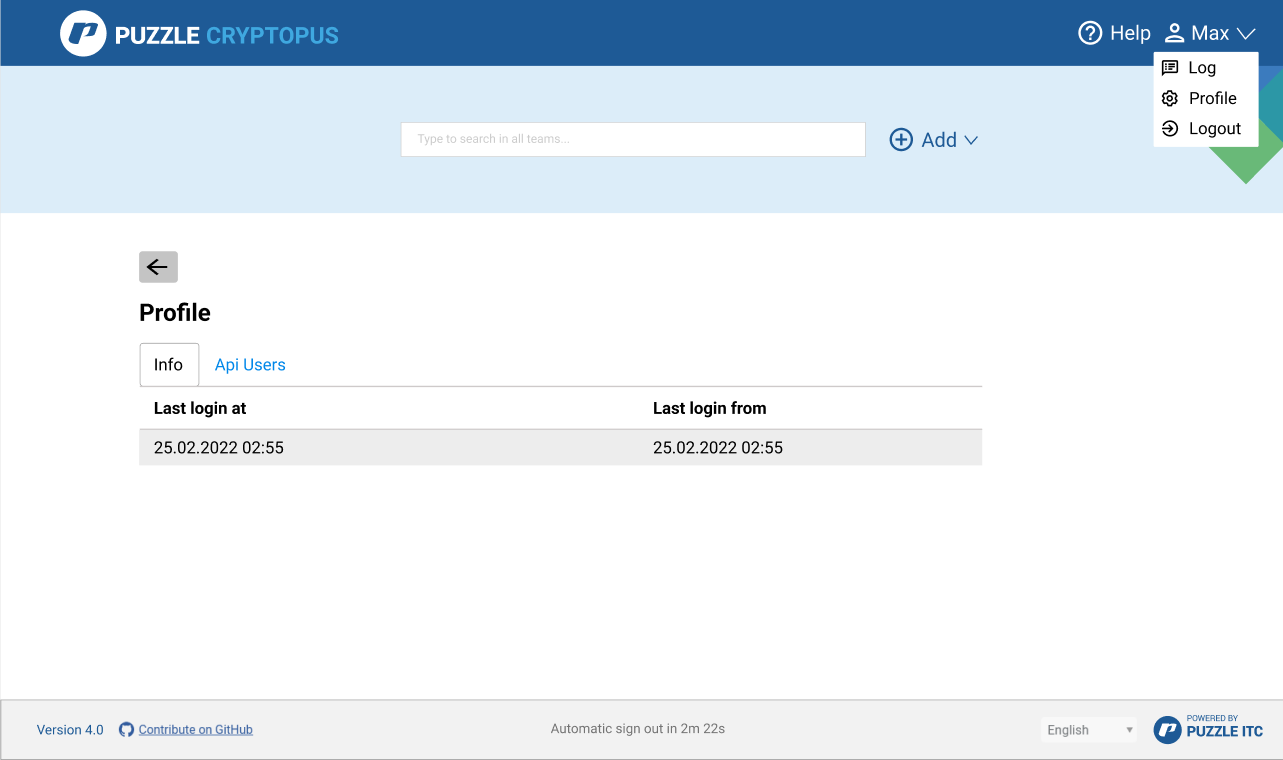 PUZZLE CRYPTOPUS
Help Max
Log
Profile
Logout
Type to search in all teams...
Add
Profile
Info Api Users
Last login at Last login from
25.02.2022 02:55 25.02.2022 02:55
Version 4.0 Contribute on GitHub Automatic sign out in 2m 22s English
POWERED BY
PUZZLE ITC